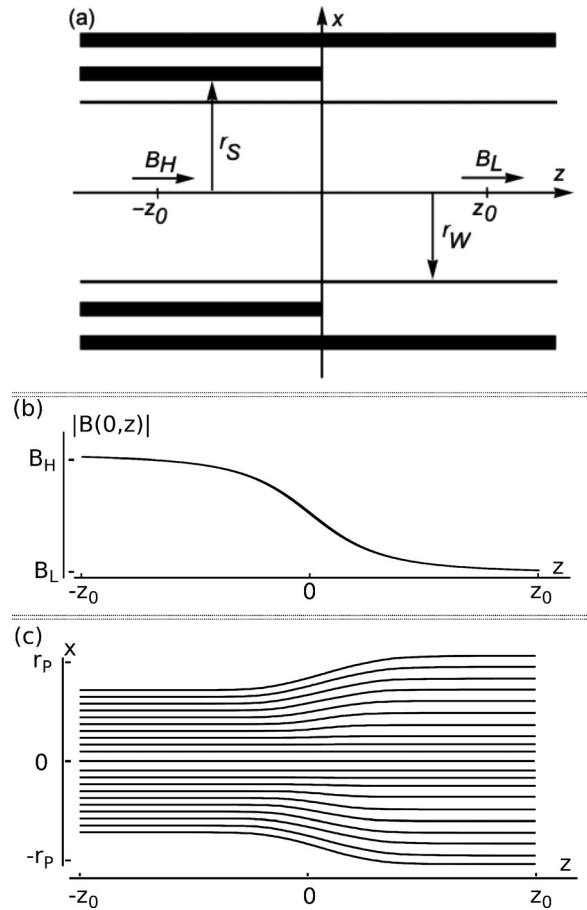 (a)
x
r_S
B_H
B_L
z
-z_0
z_0
r_W
(b)
|B(0,z)|
B_H
B_L
z
-z_0
0
z_0
(c)
x
r_P
0
-r_P
z
-z_0
0
z_0